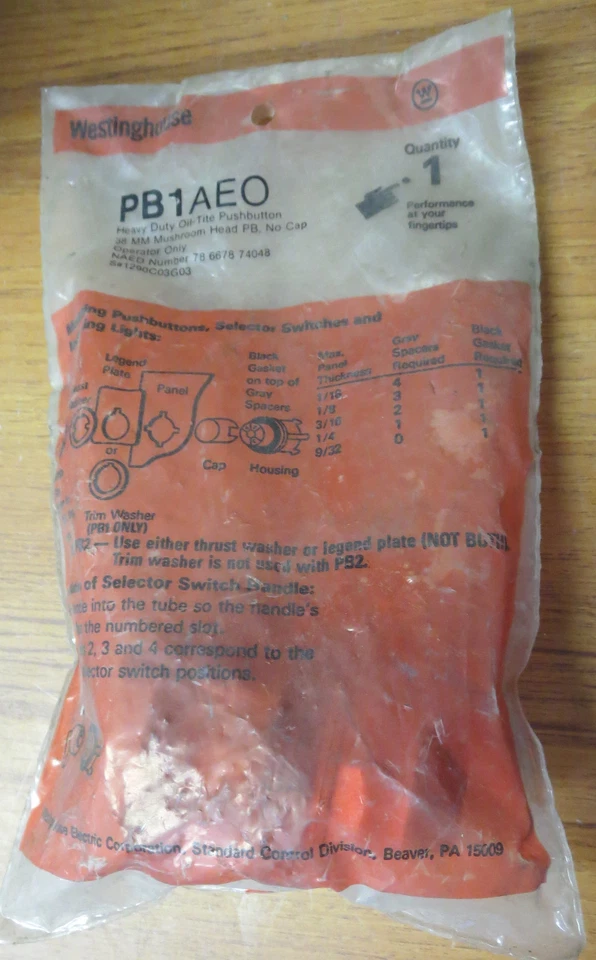 Westinghouse
W
Quantity
1
Performance
at your
fingertips
PB1AEO
Heavy Duty Oil-Tite Pushbutton
38 MM Mushroom Head PB, No Cap
Operator Only
NAED Number 78 6678 74048
S#1290C03G03
Pushbuttons, Selector Switches and
Lights:
Legend
Plate
Panel
or
Trim Washer
(PB1 ONLY)
Black
Gasket
on top of
Gray
Spacers
Cap
Housing
Max. Panel Thickness Gray Spacers Required Black Gasket Required
1/16 4 1
1/8 3 1
3/16 2 1
1/4 1 1
9/32 0 1
— Use either thrust washer or legend plate (NOT BOTH).
Trim washer is not used with PB2.
of Selector Switch Handle:
into the tube so the handle's
the numbered slot.
2, 3 and 4 correspond to the
switch positions.
Electric Corporation, Standard Control Division, Beaver, PA 15009